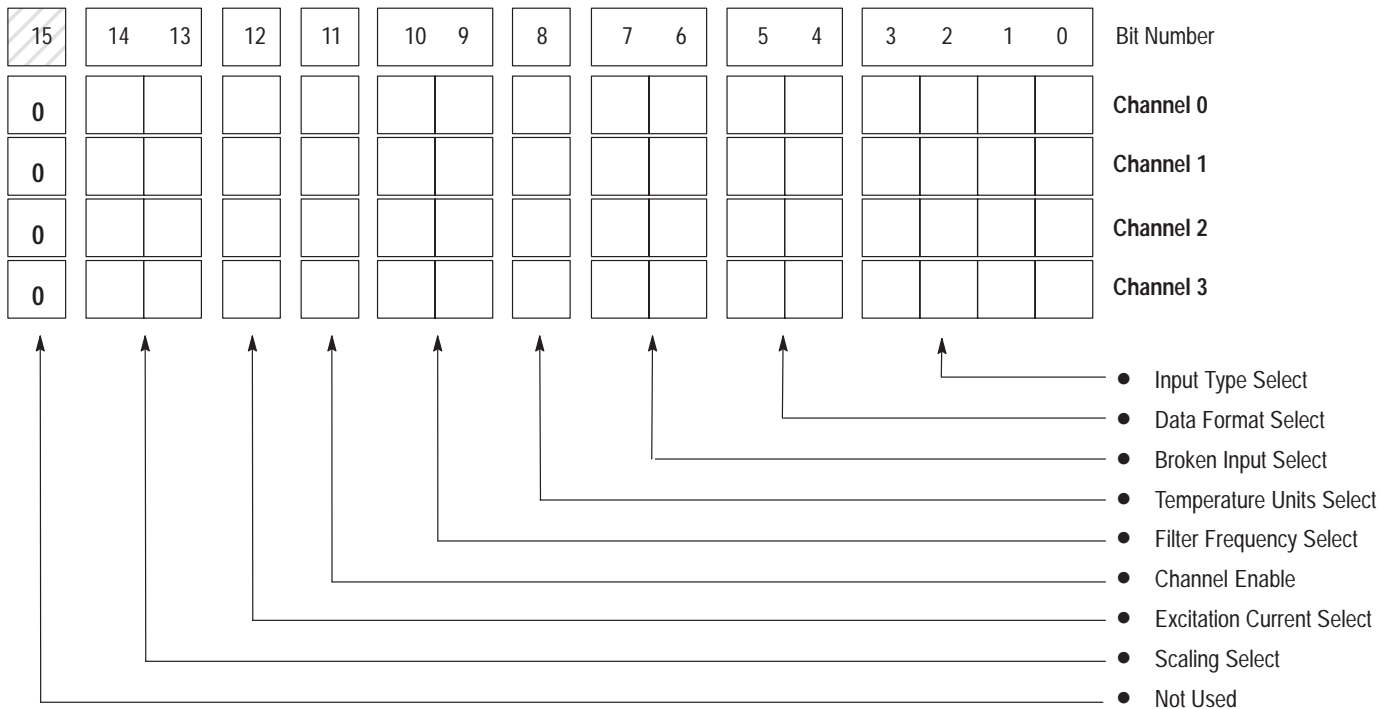 15 14 13 12 11 10 9 8 7 6 5 4 3 2 1 0 Bit Number
0 Channel 0
0 Channel 1
0 Channel 2
0 Channel 3
● Input Type Select
● Data Format Select
● Broken Input Select
● Temperature Units Select
● Filter Frequency Select
● Channel Enable
● Excitation Current Select
● Scaling Select
● Not Used